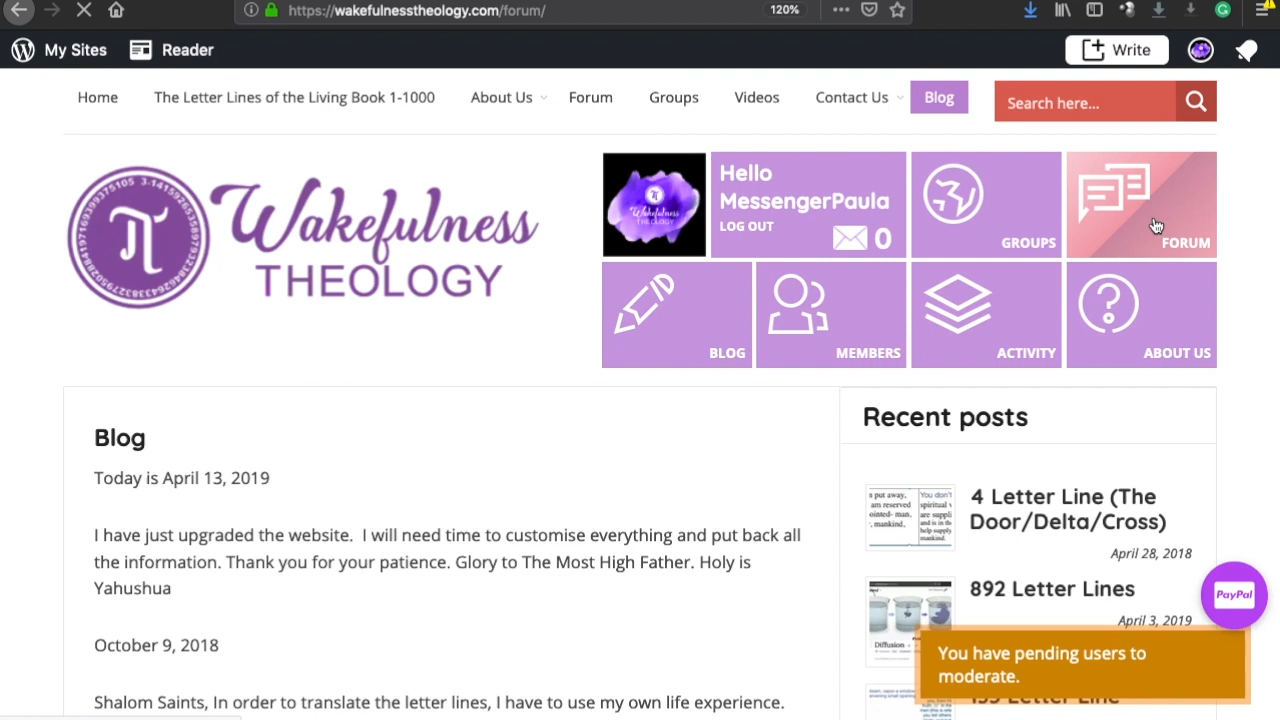 https://wakefulnesstheology.com/forum/
120%
My Sites
Reader
Write
Home
The Letter Lines of the Living Book 1-1000
About Us
Forum
Groups
Videos
Contact Us
Blog
Search here...
Wakefulness
THEOLOGY
Hello
MessengerPaula
LOG OUT
0
GROUPS
FORUM
BLOG
MEMBERS
ACTIVITY
ABOUT US
Blog
Today is April 13, 2019
I have just upgraded the website. I will need time to customise everything and put back all
the information. Thank you for your patience. Glory to The Most High Father. Holy is
Yahushua
October 9, 2018
Shalom Saints, In order to translate the letter lines, I have to use my own life experience.
Recent posts
4 Letter Line (The
Door/Delta/Cross)
April 28, 2018
892 Letter Lines
April 3, 2019
Diffusion
PayPal
You have pending users to
moderate.